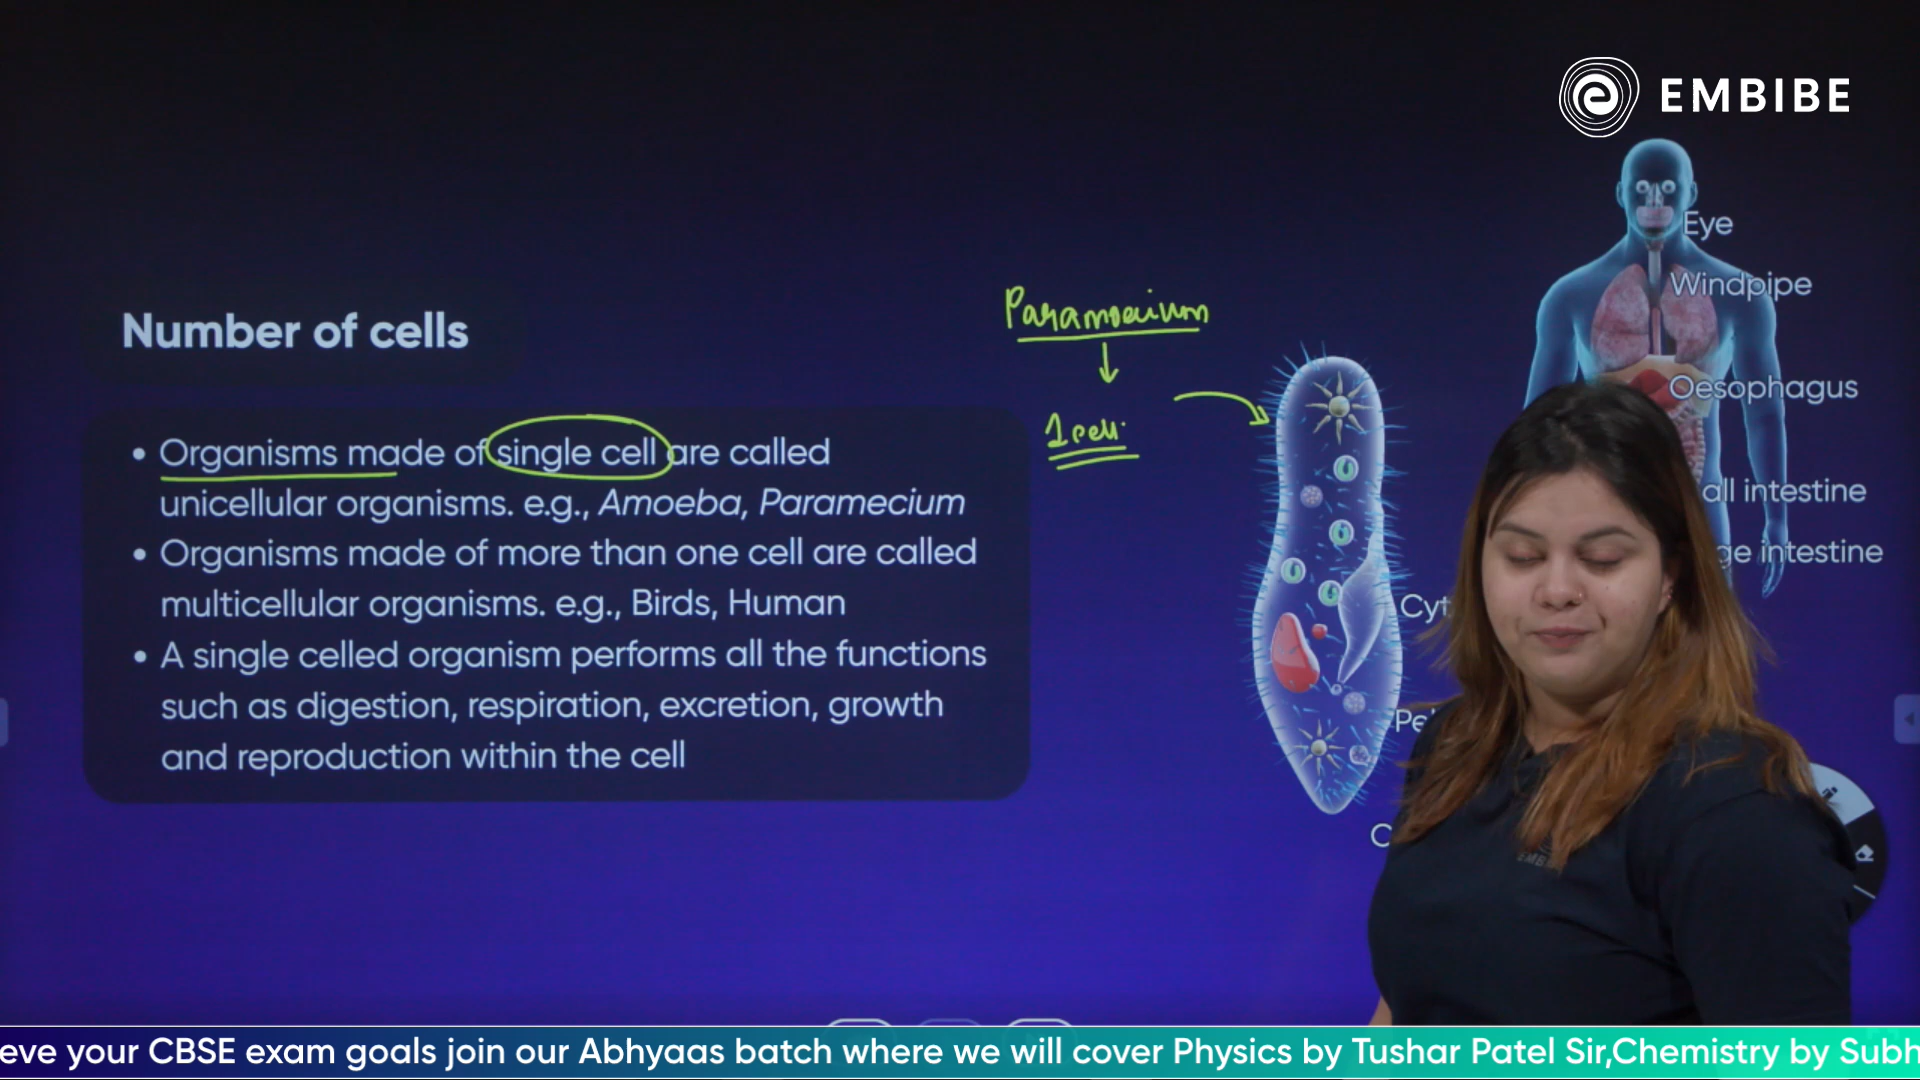 EMBIBE
Eye
Windpipe
Oesophagus
all intestine
ge intestine
Number of cells
• Organisms made of single cell are called
unicellular organisms. e.g., Amoeba, Paramecium
• Organisms made of more than one cell are called
multicellular organisms. e.g., Birds, Human
• A single celled organism performs all the functions
such as digestion, respiration, excretion, growth
and reproduction within the cell
Paramoecium
1 cell.
Cyt
Pel
C
EMB
eve your CBSE exam goals join our Abhyaas batch where we will cover Physics by Tushar Patel Sir,Chemistry by Subh